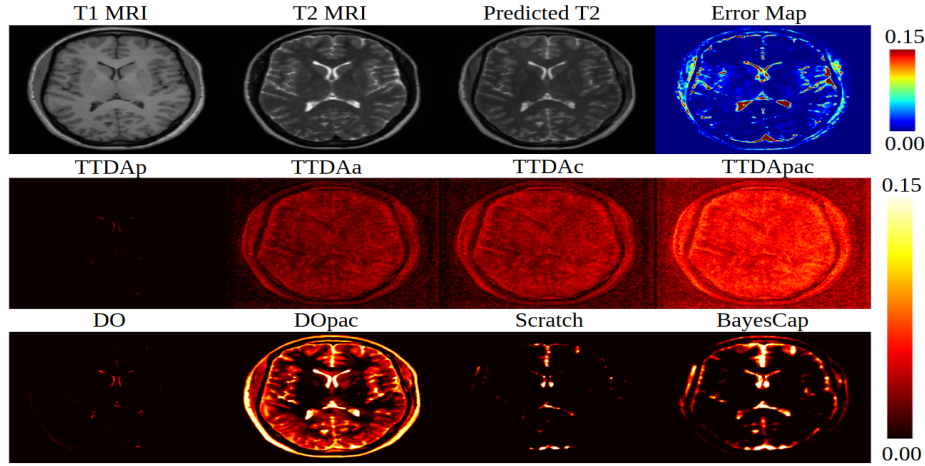 T1 MRI T2 MRI Predicted T2 Error Map
0.15
0.00
TTDAp TTDAa TTDAc TTDApac
0.15
DO DOpac Scratch BayesCap
0.00